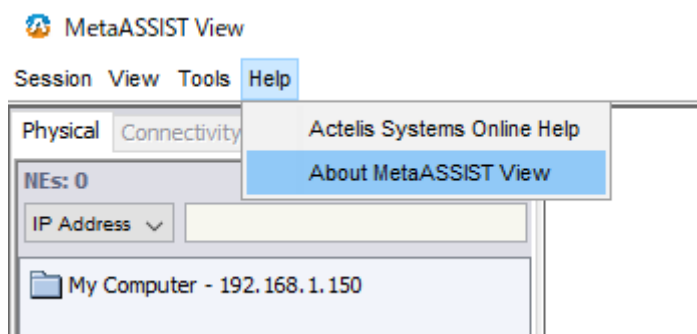 MetaASSIST View
Session View Tools Help
Physical Connectivity
Actelis Systems Online Help
About MetaASSIST View
NEs: 0
IP Address
My Computer - 192.168.1.150